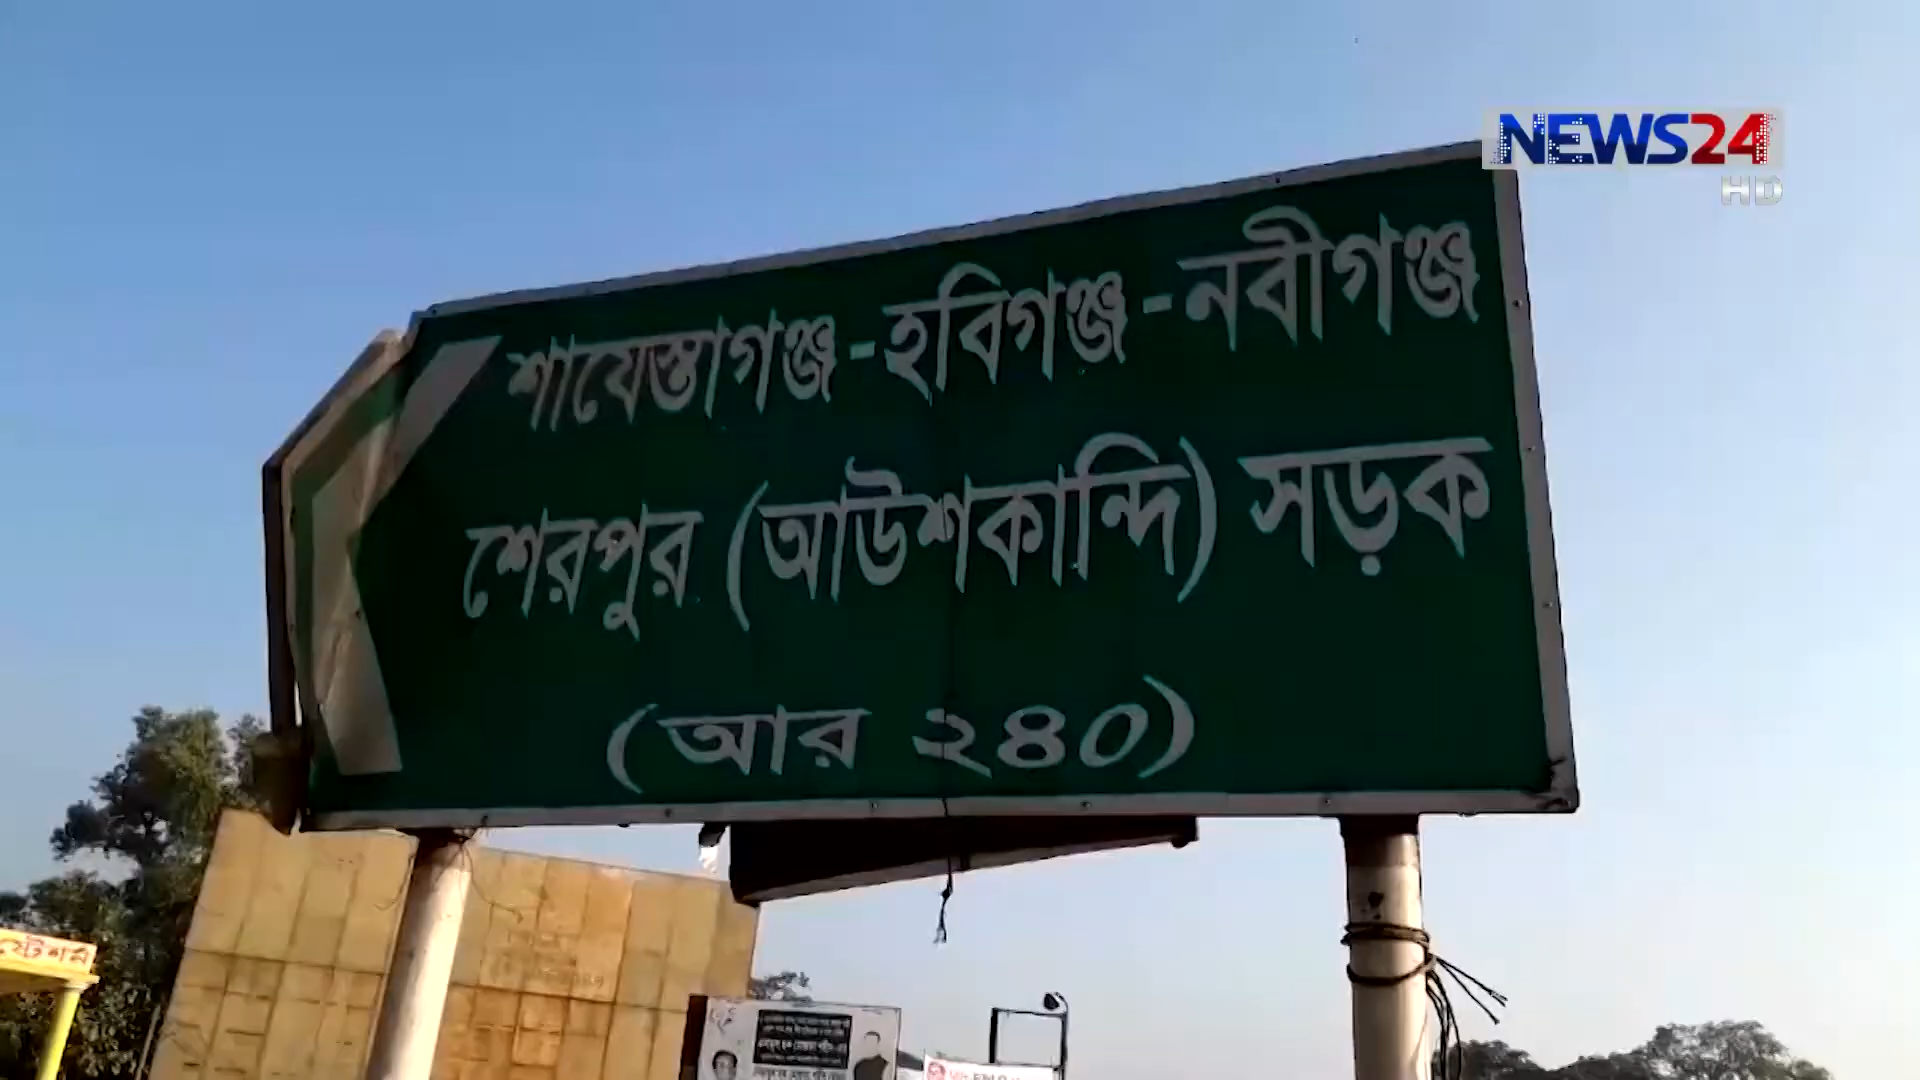 NEWS24
HD
শায়েস্তাগঞ্জ-হবিগঞ্জ-নবীগঞ্জ
শেরপুর (আউশকান্দি) সড়ক
(আর ২৪০)